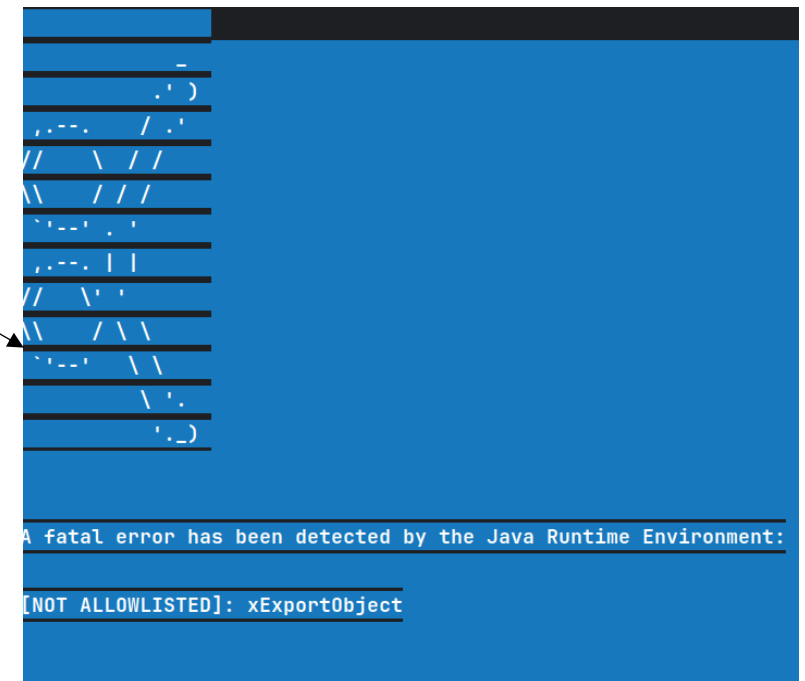 A fatal error has been detected by the Java Runtime Environment:
[NOT ALLOWLISTED]: xExportObject